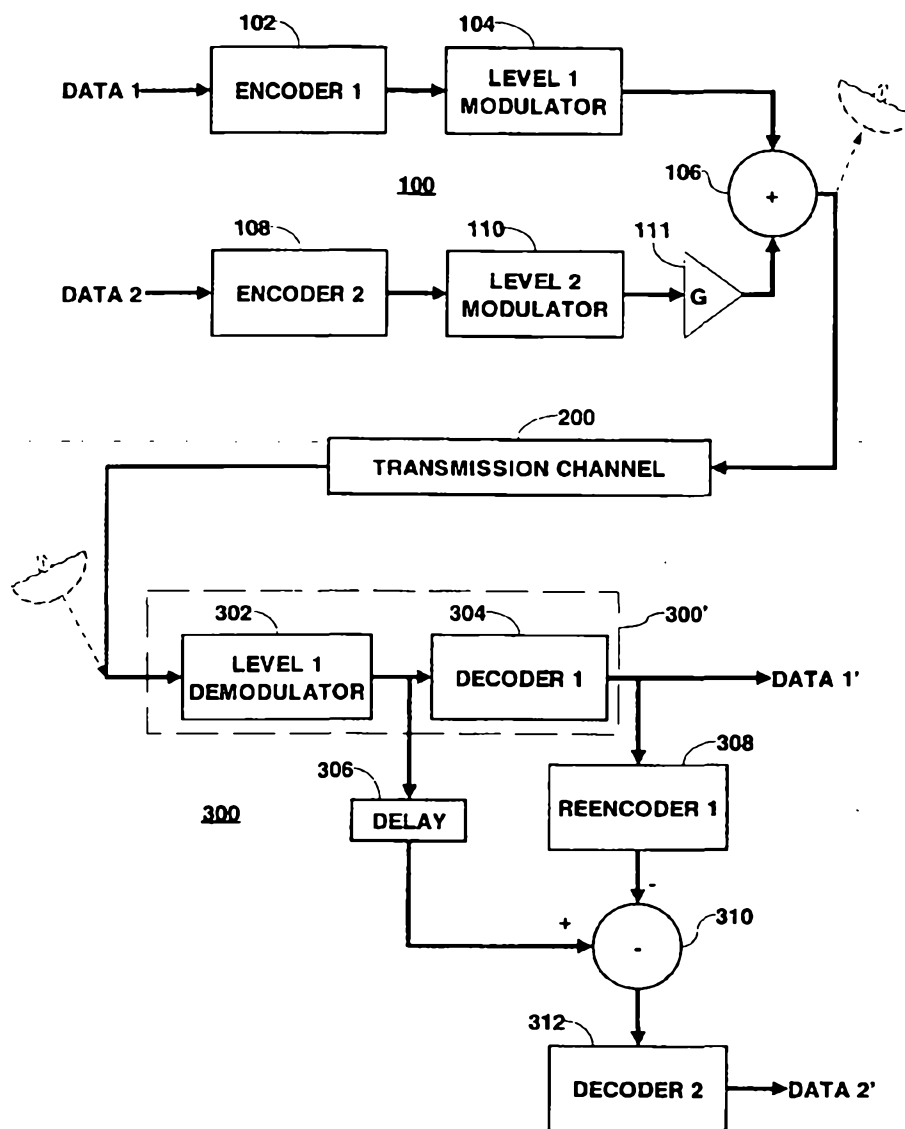 102
104
DATA 1
ENCODER 1
LEVEL 1
MODULATOR
106
+
100
108
110
111
DATA 2
ENCODER 2
LEVEL 2
MODULATOR
G
200
TRANSMISSION CHANNEL
302
304
300'
LEVEL 1
DEMODULATOR
DECODER 1
DATA 1'
308
306
300
DELAY
REENCODER 1
-
+
310
-
312
DECODER 2
DATA 2'